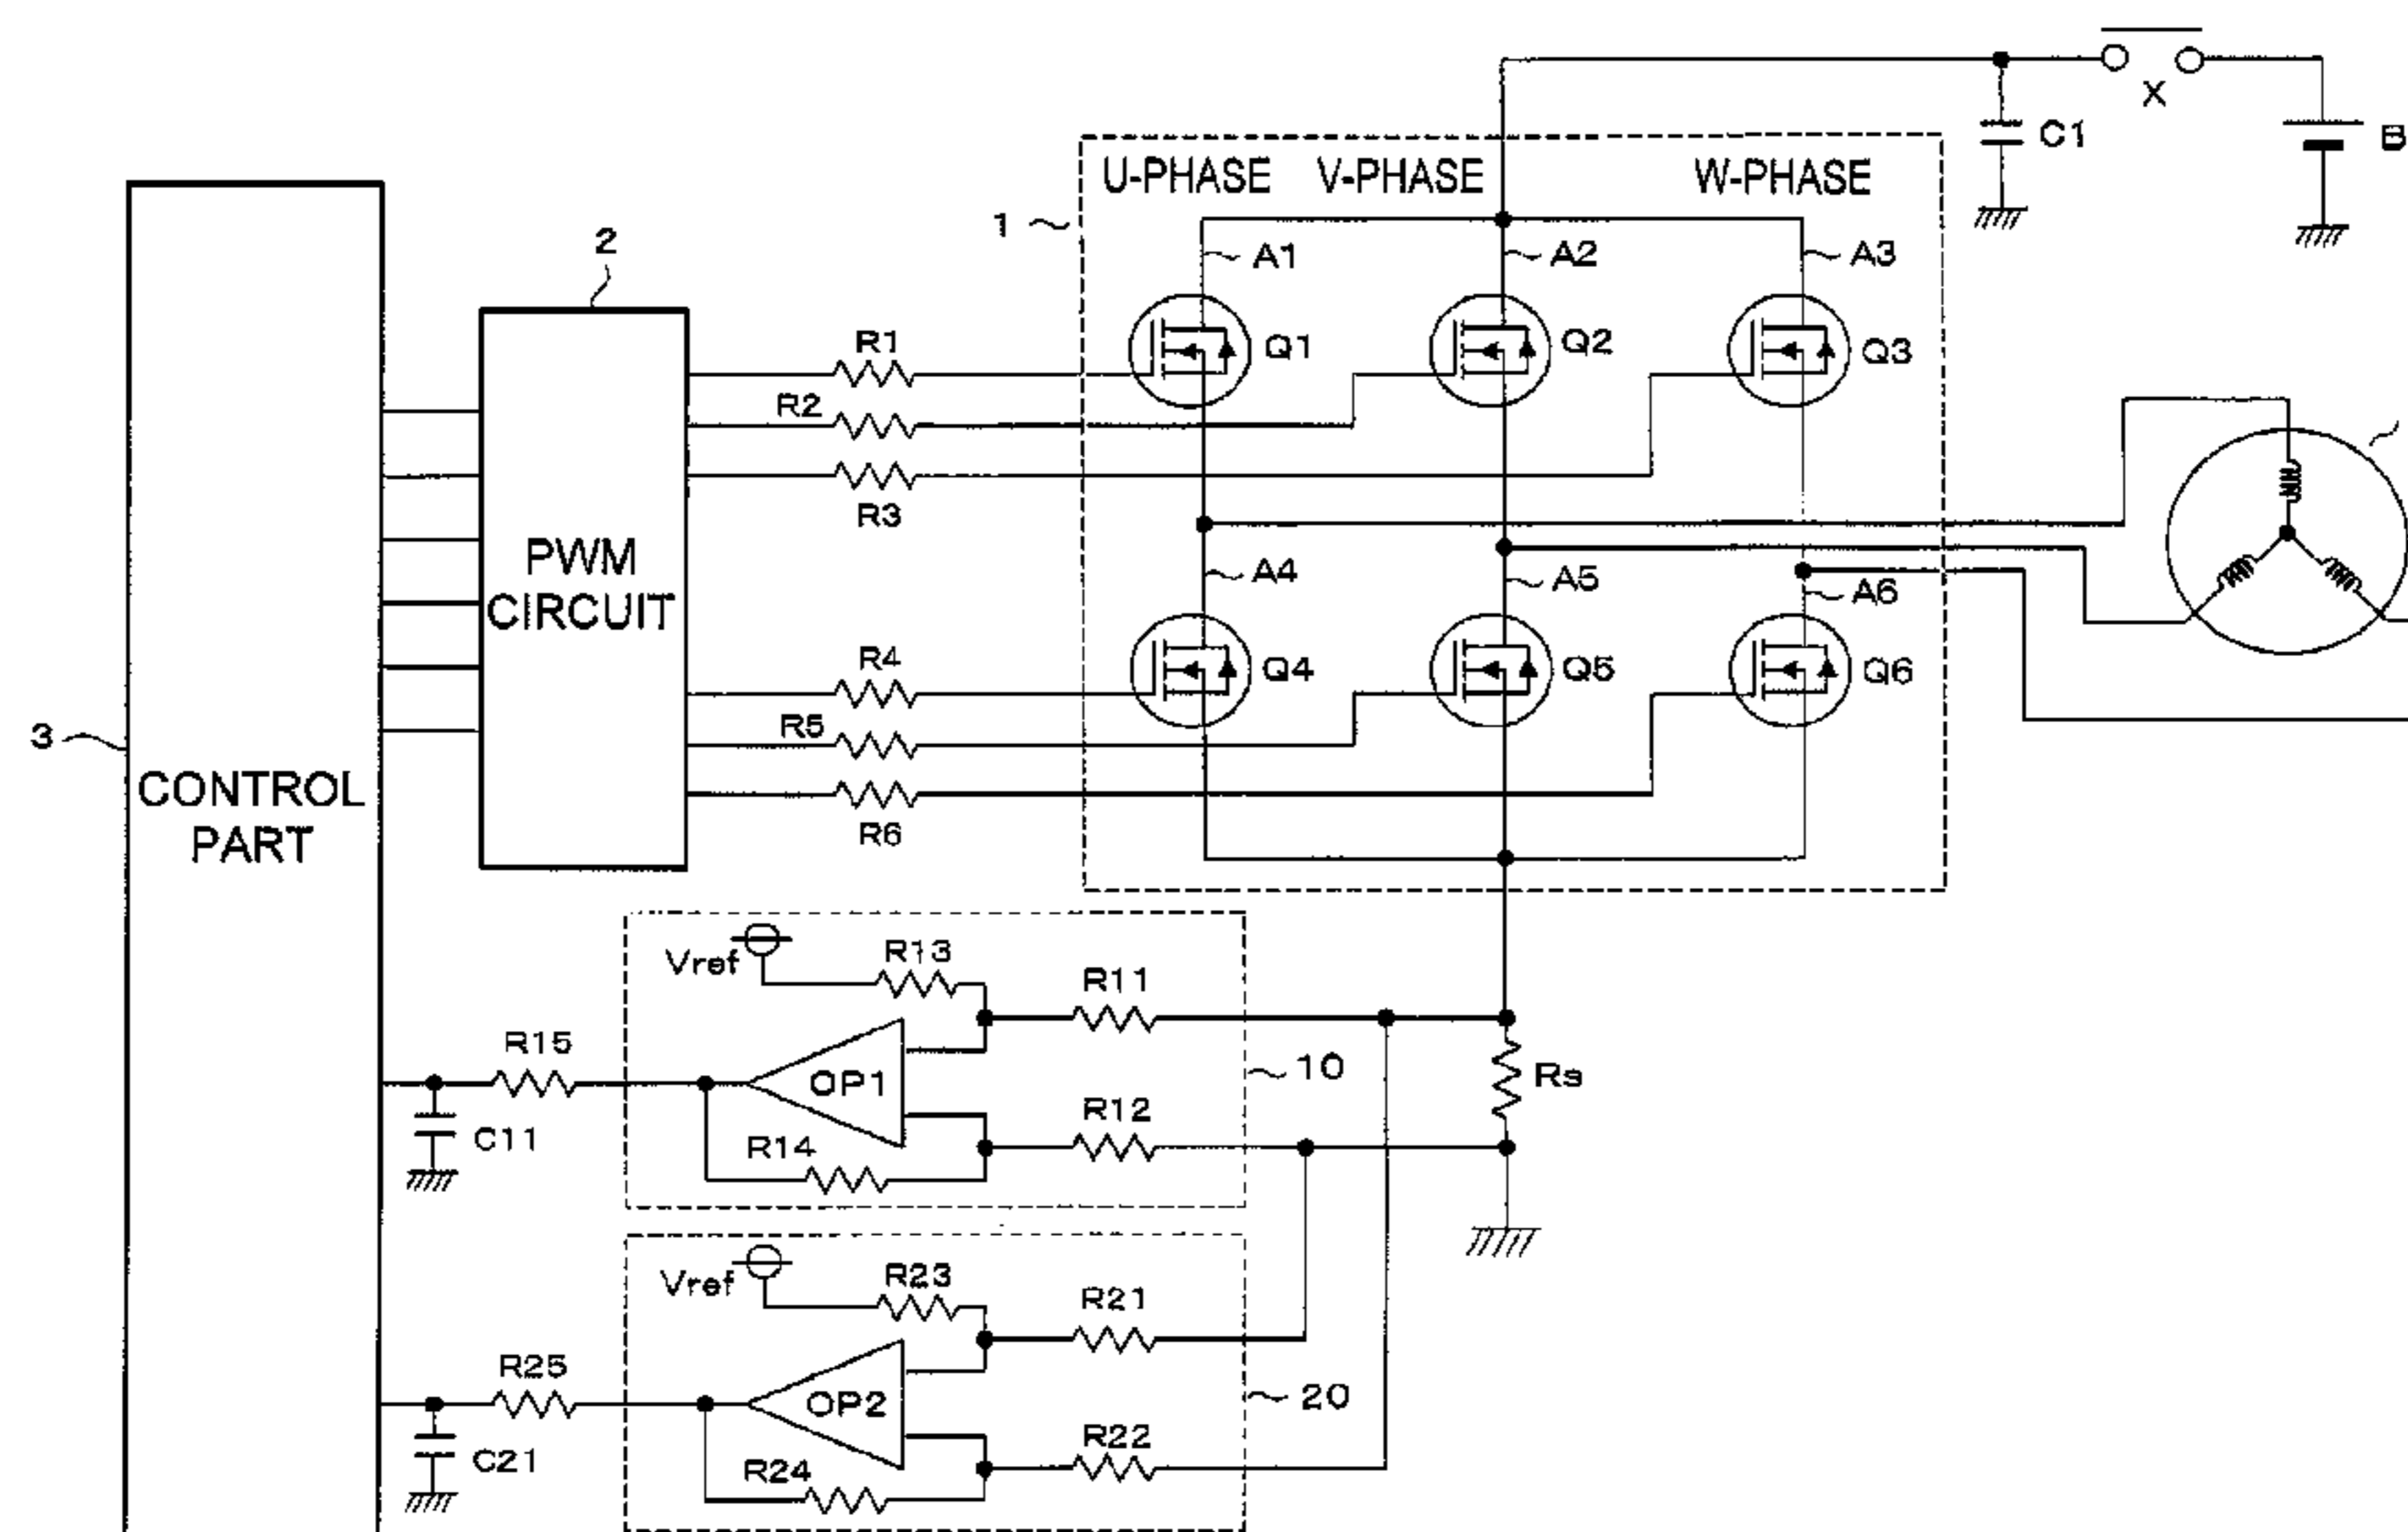 X
C1
B
U-PHASE V-PHASE W-PHASE
1
A1 A2 A3
2
R1
Q1 Q2 Q3
R2
R3
PWM
CIRCUIT
A4 A5 A6
R4
Q4 Q5 Q6
R5
R6
3
CONTROL
PART
Vref
R13
R11
R15
OP1
10
Rs
R12
C11
R14
Vref
R23
R21
R25
OP2
20
R22
C21
R24